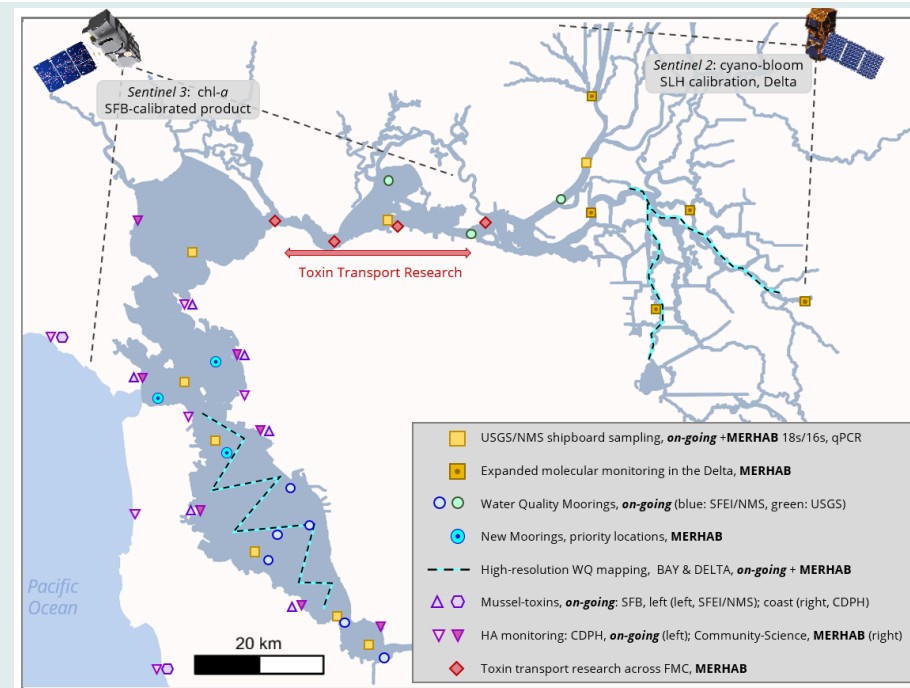 Sentinel 3: chl-a
SFB-calibrated product
Sentinel 2: cyano-bloom
SLH calibration, Delta
Toxin Transport Research
Pacific
Ocean
20 km
USGS/NMS shipboard sampling, on-going +MERHAB 18s/16s, qPCR
Expanded molecular monitoring in the Delta, MERHAB
Water Quality Moorings, on-going (blue: SFEI/NMS, green: USGS)
New Moorings, priority locations, MERHAB
High-resolution WQ mapping, BAY & DELTA, on-going + MERHAB
Mussel-toxins, on-going: SFB, left (left, SFEI/NMS); coast (right, CDPH)
HA monitoring: CDPH, on-going (left); Community-Science, MERHAB (right)
Toxin transport research across FMC, MERHAB